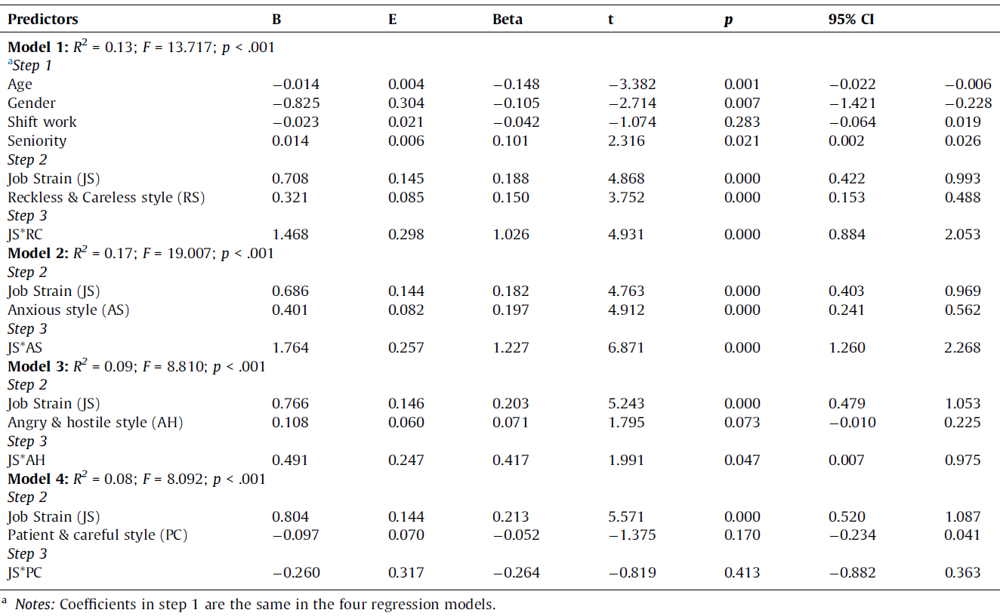 Predictors B E Beta t p 95% CI
Model 1: R² = 0.13; F = 13.717; p < .001
ᵃStep 1
Age −0.014 0.004 −0.148 −3.382 0.001 −0.022 −0.006
Gender −0.825 0.304 −0.105 −2.714 0.007 −1.421 −0.228
Shift work −0.023 0.021 −0.042 −1.074 0.283 −0.064 0.019
Seniority 0.014 0.006 0.101 2.316 0.021 0.002 0.026
Step 2
Job Strain (JS) 0.708 0.145 0.188 4.868 0.000 0.422 0.993
Reckless & Careless style (RS) 0.321 0.085 0.150 3.752 0.000 0.153 0.488
Step 3
JS*RC 1.468 0.298 1.026 4.931 0.000 0.884 2.053
Model 2: R² = 0.17; F = 19.007; p < .001
Step 2
Job Strain (JS) 0.686 0.144 0.182 4.763 0.000 0.403 0.969
Anxious style (AS) 0.401 0.082 0.197 4.912 0.000 0.241 0.562
Step 3
JS*AS 1.764 0.257 1.227 6.871 0.000 1.260 2.268
Model 3: R² = 0.09; F = 8.810; p < .001
Step 2
Job Strain (JS) 0.766 0.146 0.203 5.243 0.000 0.479 1.053
Angry & hostile style (AH) 0.108 0.060 0.071 1.795 0.073 −0.010 0.225
Step 3
JS*AH 0.491 0.247 0.417 1.991 0.047 0.007 0.975
Model 4: R² = 0.08; F = 8.092; p < .001
Step 2
Job Strain (JS) 0.804 0.144 0.213 5.571 0.000 0.520 1.087
Patient & careful style (PC) −0.097 0.070 −0.052 −1.375 0.170 −0.234 0.041
Step 3
JS*PC −0.260 0.317 −0.264 −0.819 0.413 −0.882 0.363
ᵃ Notes: Coefficients in step 1 are the same in the four regression models.